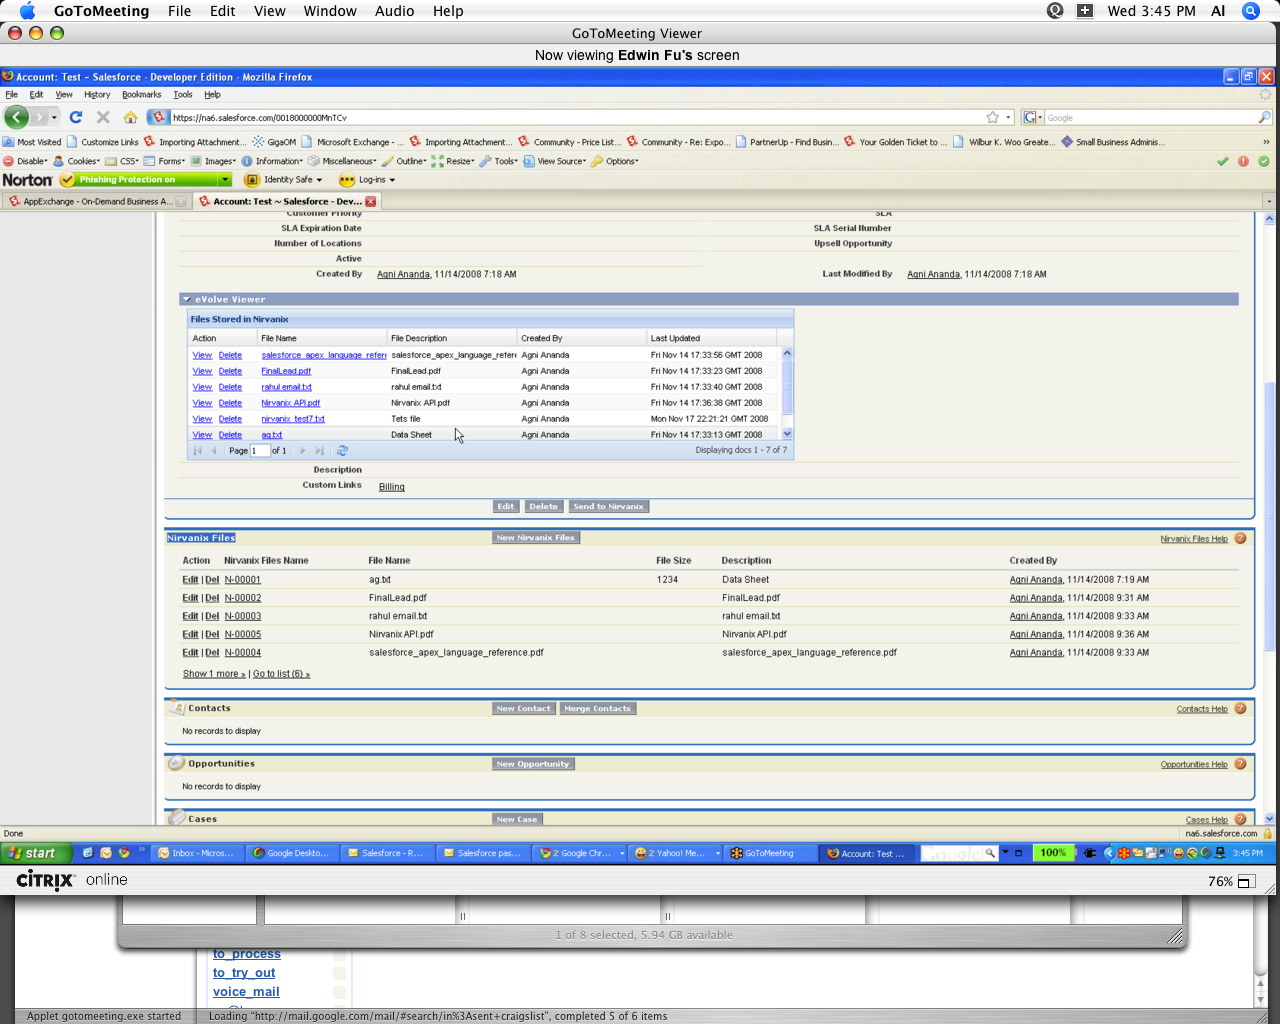 GoToMeeting File Edit View Window Audio Help Wed 3:45 PM Al
GoToMeeting Viewer
Now viewing Edwin Fu's screen
Account: Test ~ Salesforce - Developer Edition - Mozilla Firefox
File Edit View History Bookmarks Tools Help
https://na6.salesforce.com/0018000000MnTCv Google
Most Visited Customize Links Importing Attachment... GigaOM Microsoft Exchange - ... Importing Attachment... Community - Price List... Community - Re: Expo... PartnerUp - Find Busin... Your Golden Ticket to ... Wilbur K. Woo Greate... Small Business Adminis... »
Disable Cookies CSS Forms Images Information Miscellaneous Outline Resize Tools View Source Options
Norton Phishing Protection on Identity Safe Log-ins
AppExchange - On-Demand Business A... Account: Test ~ Salesforce - Dev...
Customer Priority SLA
SLA Expiration Date SLA Serial Number
Number of Locations Upsell Opportunity
Active
Created By Agni Ananda, 11/14/2008 7:18 AM Last Modified By Agni Ananda, 11/14/2008 7:18 AM
eVolve Viewer
Files Stored in Nirvanix
Action File Name File Description Created By Last Updated
View Delete salesforce_apex_language_refere salesforce_apex_language_refere Agni Ananda Fri Nov 14 17:33:56 GMT 2008
View Delete FinalLead.pdf FinalLead.pdf Agni Ananda Fri Nov 14 17:33:23 GMT 2008
View Delete rahul email.txt rahul email.txt Agni Ananda Fri Nov 14 17:33:40 GMT 2008
View Delete Nirvanix API.pdf Nirvanix API.pdf Agni Ananda Fri Nov 14 17:36:38 GMT 2008
View Delete nirvanix_test7.txt Tets file Agni Ananda Mon Nov 17 22:21:21 GMT 2008
View Delete ag.txt Data Sheet Agni Ananda Fri Nov 14 17:33:13 GMT 2008
Page 1 of 1 Displaying docs 1 - 7 of 7
Description
Custom Links Billing
Edit Delete Send to Nirvanix
Nirvanix Files New Nirvanix Files Nirvanix Files Help ?
Action Nirvanix Files Name File Name File Size Description Created By
Edit | Del N-00001 ag.txt 1234 Data Sheet Agni Ananda, 11/14/2008 7:19 AM
Edit | Del N-00002 FinalLead.pdf FinalLead.pdf Agni Ananda, 11/14/2008 9:31 AM
Edit | Del N-00003 rahul email.txt rahul email.txt Agni Ananda, 11/14/2008 9:33 AM
Edit | Del N-00005 Nirvanix API.pdf Nirvanix API.pdf Agni Ananda, 11/14/2008 9:36 AM
Edit | Del N-00004 salesforce_apex_language_reference.pdf salesforce_apex_language_reference.pdf Agni Ananda, 11/14/2008 9:33 AM
Show 1 more » | Go to list (6) »
Contacts New Contact Merge Contacts Contacts Help ?
No records to display
Opportunities New Opportunity Opportunities Help ?
No records to display
Cases New Case Cases Help ?
Done na6.salesforce.com
start » Inbox - Micros... Google Deskto... Salesforce - R... Salesforce pas... 2 Google Chr... 2 Yahoo! Me... GoToMeeting Account: Test ... 100% 3:45 PM
CITRIX online 76%
1 of 8 selected, 5.94 GB available
to_process
to_try_out
voice_mail
Applet gotomeeting.exe started Loading "http://mail.google.com/mail/#search/in%3Asent+craigslist", completed 5 of 6 items